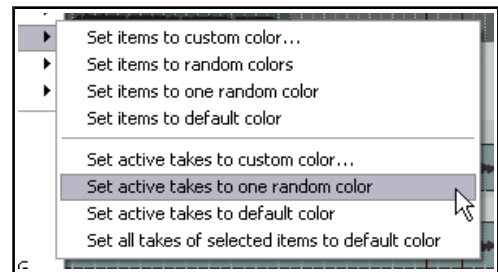 Set items to custom color...
Set items to random colors
Set items to one random color
Set items to default color
Set active takes to custom color...
Set active takes to one random color
Set active takes to default color
Set all takes of selected items to default color